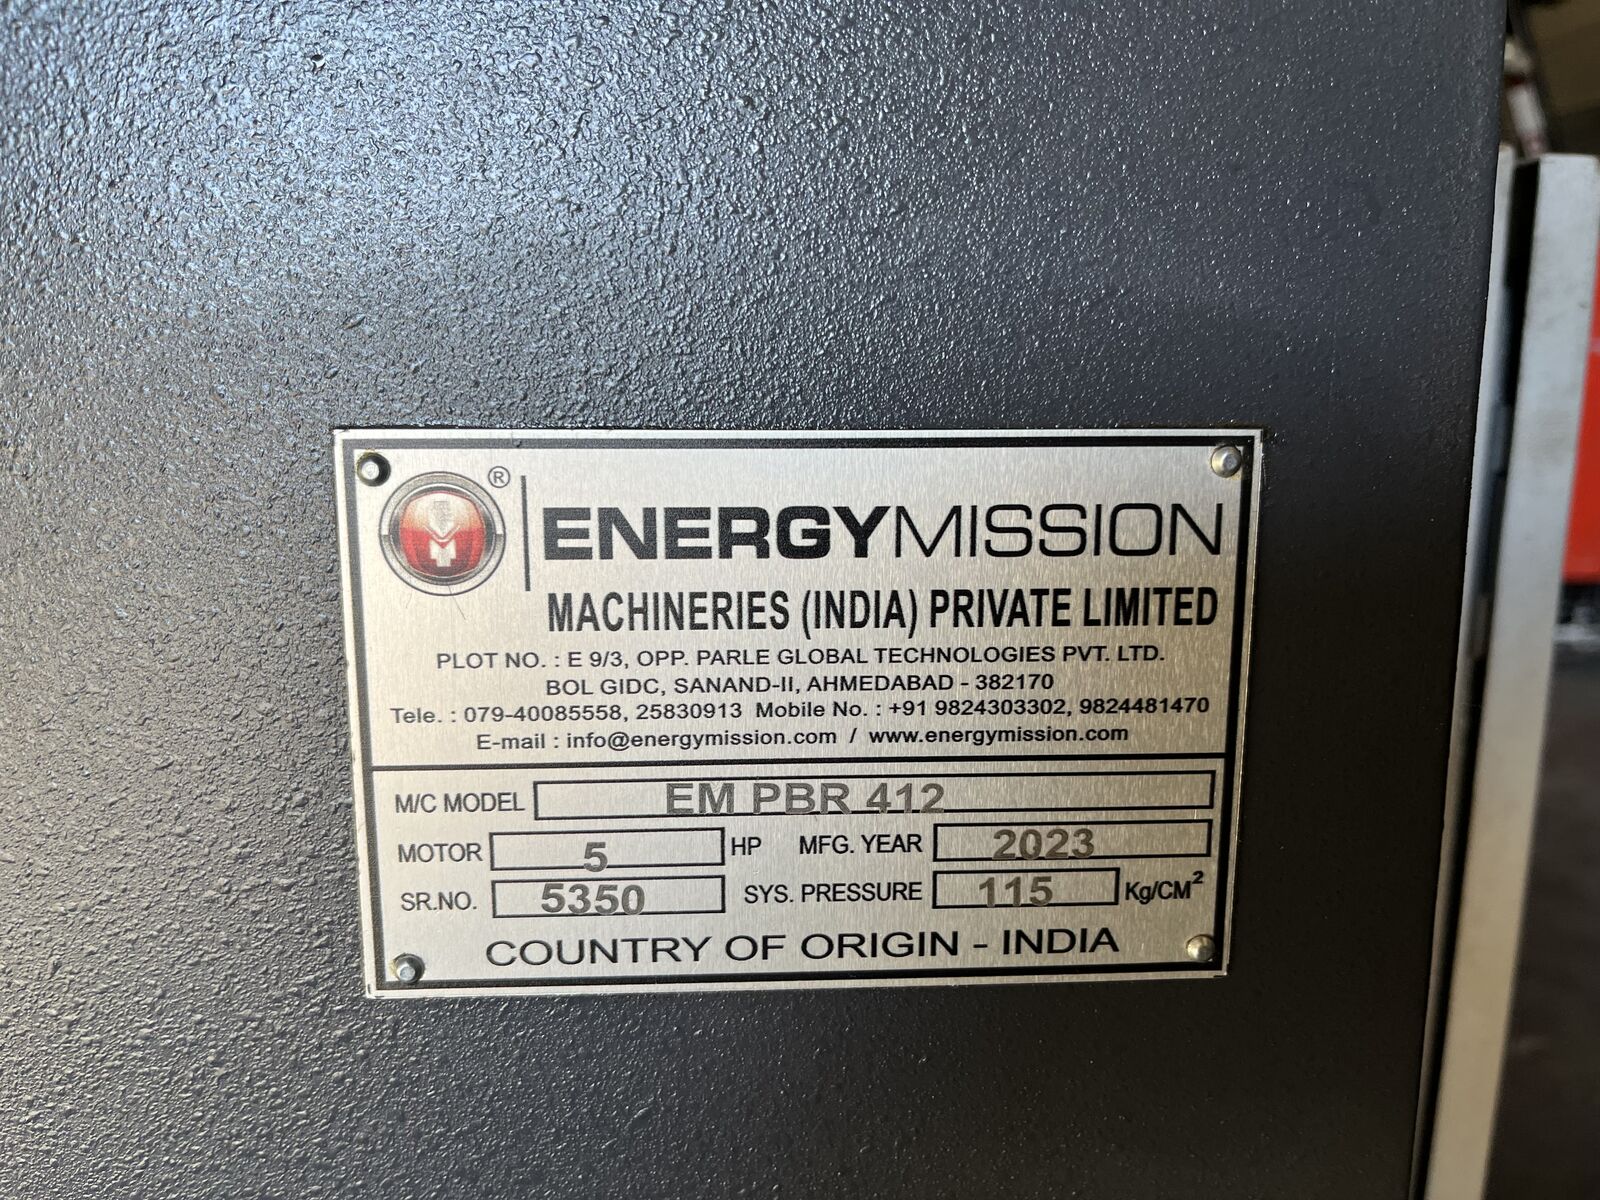 ®
ENERGYMISSION
MACHINERIES (INDIA) PRIVATE LIMITED
PLOT NO. : E 9/3, OPP. PARLE GLOBAL TECHNOLOGIES PVT. LTD.
BOL GIDC, SANAND-II, AHMEDABAD - 382170
Tele. : 079-40085558, 25830913 Mobile No. : +91 9824303302, 9824481470
E-mail : info@energymission.com / www.energymission.com
M/C MODEL EM PBR 412
MOTOR 5 HP MFG. YEAR 2023
SR.NO. 5350 SYS. PRESSURE 115 Kg/CM²
COUNTRY OF ORIGIN - INDIA